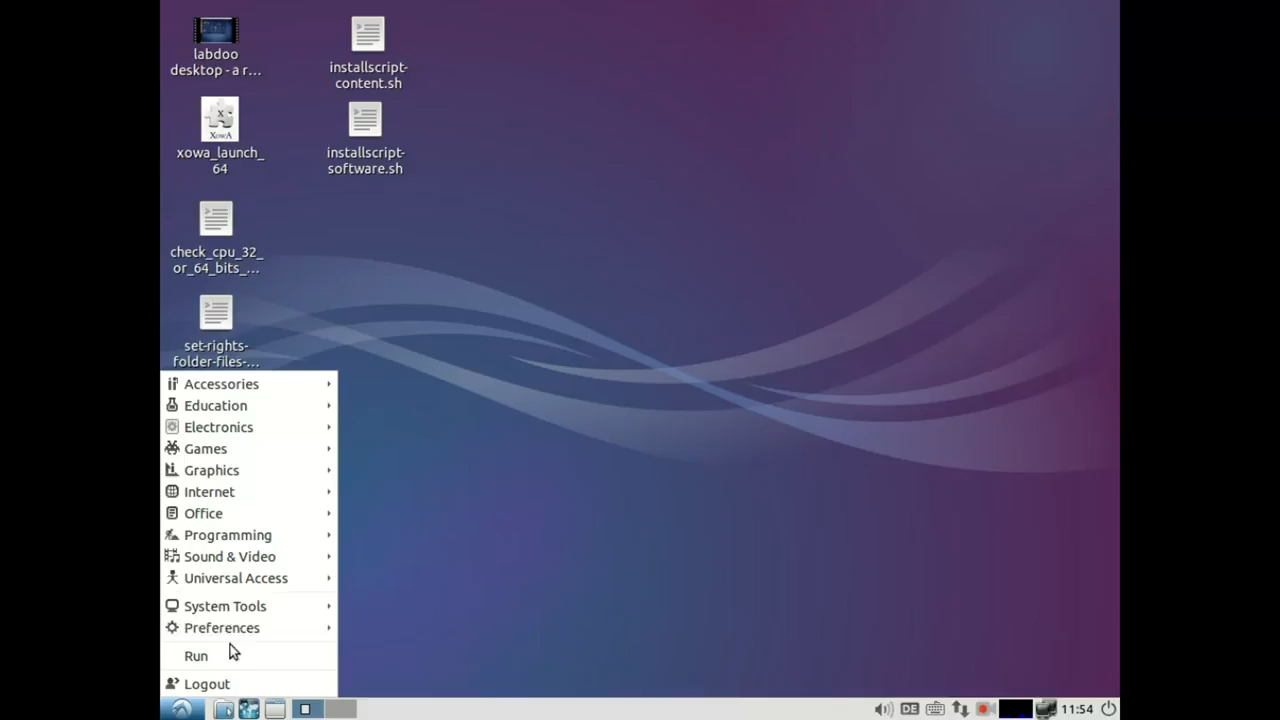 labdoo
desktop - a r...
installscript-
content.sh
XOWA
xowa_launch_
64
installscript-
software.sh
check_cpu_32_
or_64_bits_...
set-rights-
folder-files-...
Accessories
Education
Electronics
Games
Graphics
Internet
Office
Programming
Sound & Video
Universal Access
System Tools
Preferences
Run
Logout
DE
11:54